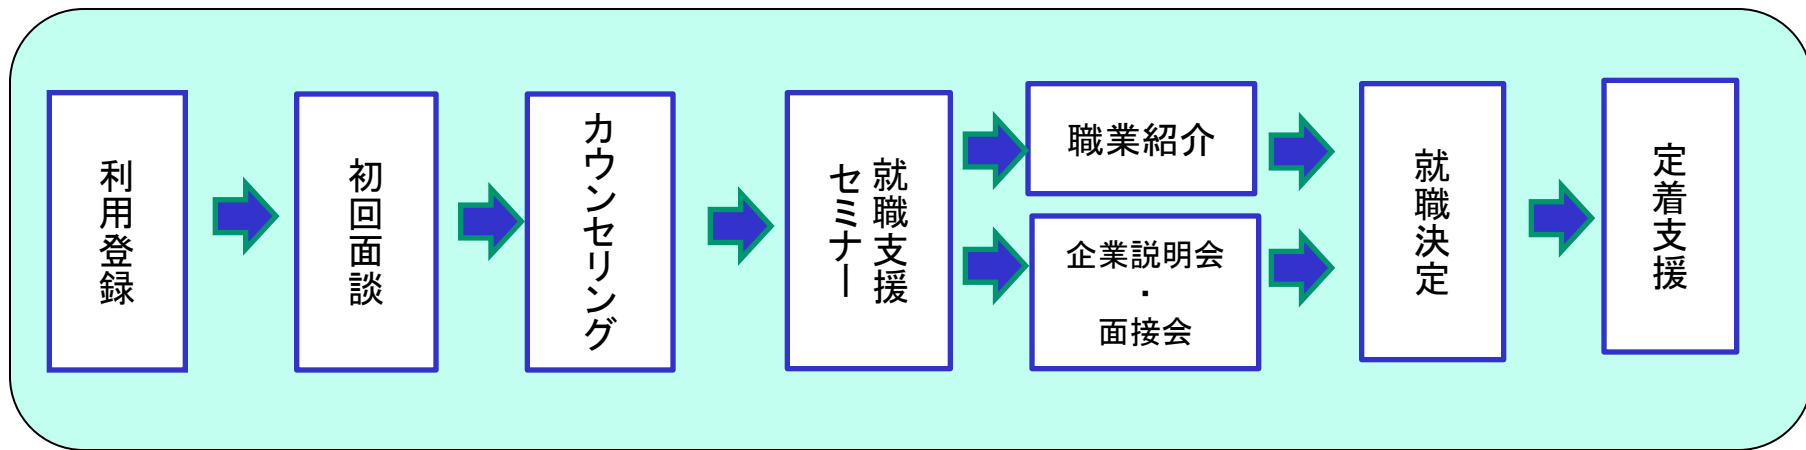 利用登録
初回面談
カウンセリング
就職支援
セミナー
職業紹介
企業説明会
・
面接会
就職決定
定着支援